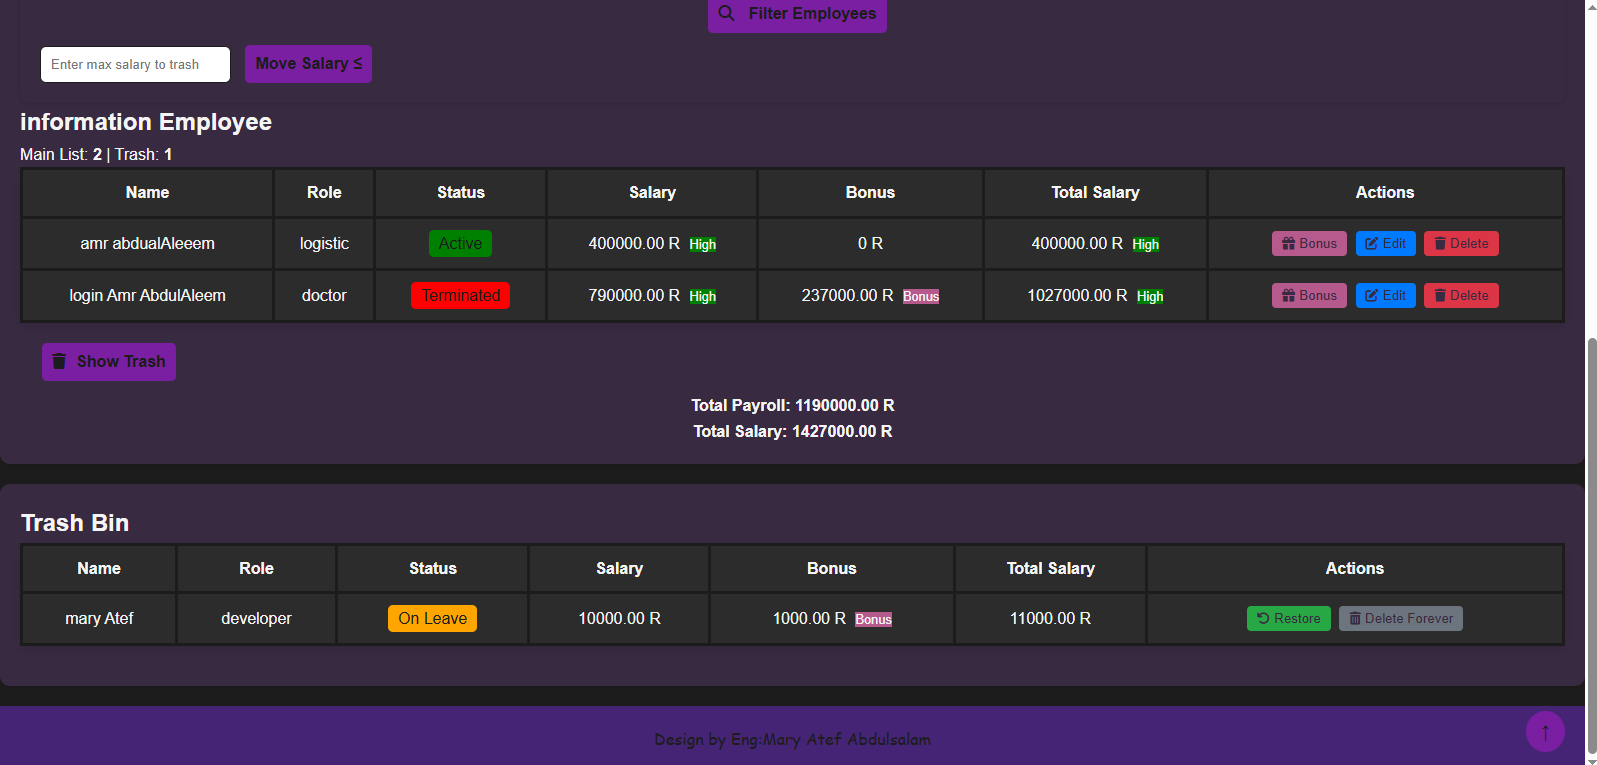 Filter Employees
Enter max salary to trash Move Salary ≤
information Employee
Main List: 2 | Trash: 1
Name Role Status Salary Bonus Total Salary Actions
amr abdualAleeem logistic Active 400000.00 R High 0 R 400000.00 R High Bonus Edit Delete
login Amr AbdulAleem doctor Terminated 790000.00 R High 237000.00 R Bonus 1027000.00 R High Bonus Edit Delete
Show Trash
Total Payroll: 1190000.00 R
Total Salary: 1427000.00 R
Trash Bin
Name Role Status Salary Bonus Total Salary Actions
mary Atef developer On Leave 10000.00 R 1000.00 R Bonus 11000.00 R Restore Delete Forever
Design by Eng:Mary Atef Abdulsalam
↑